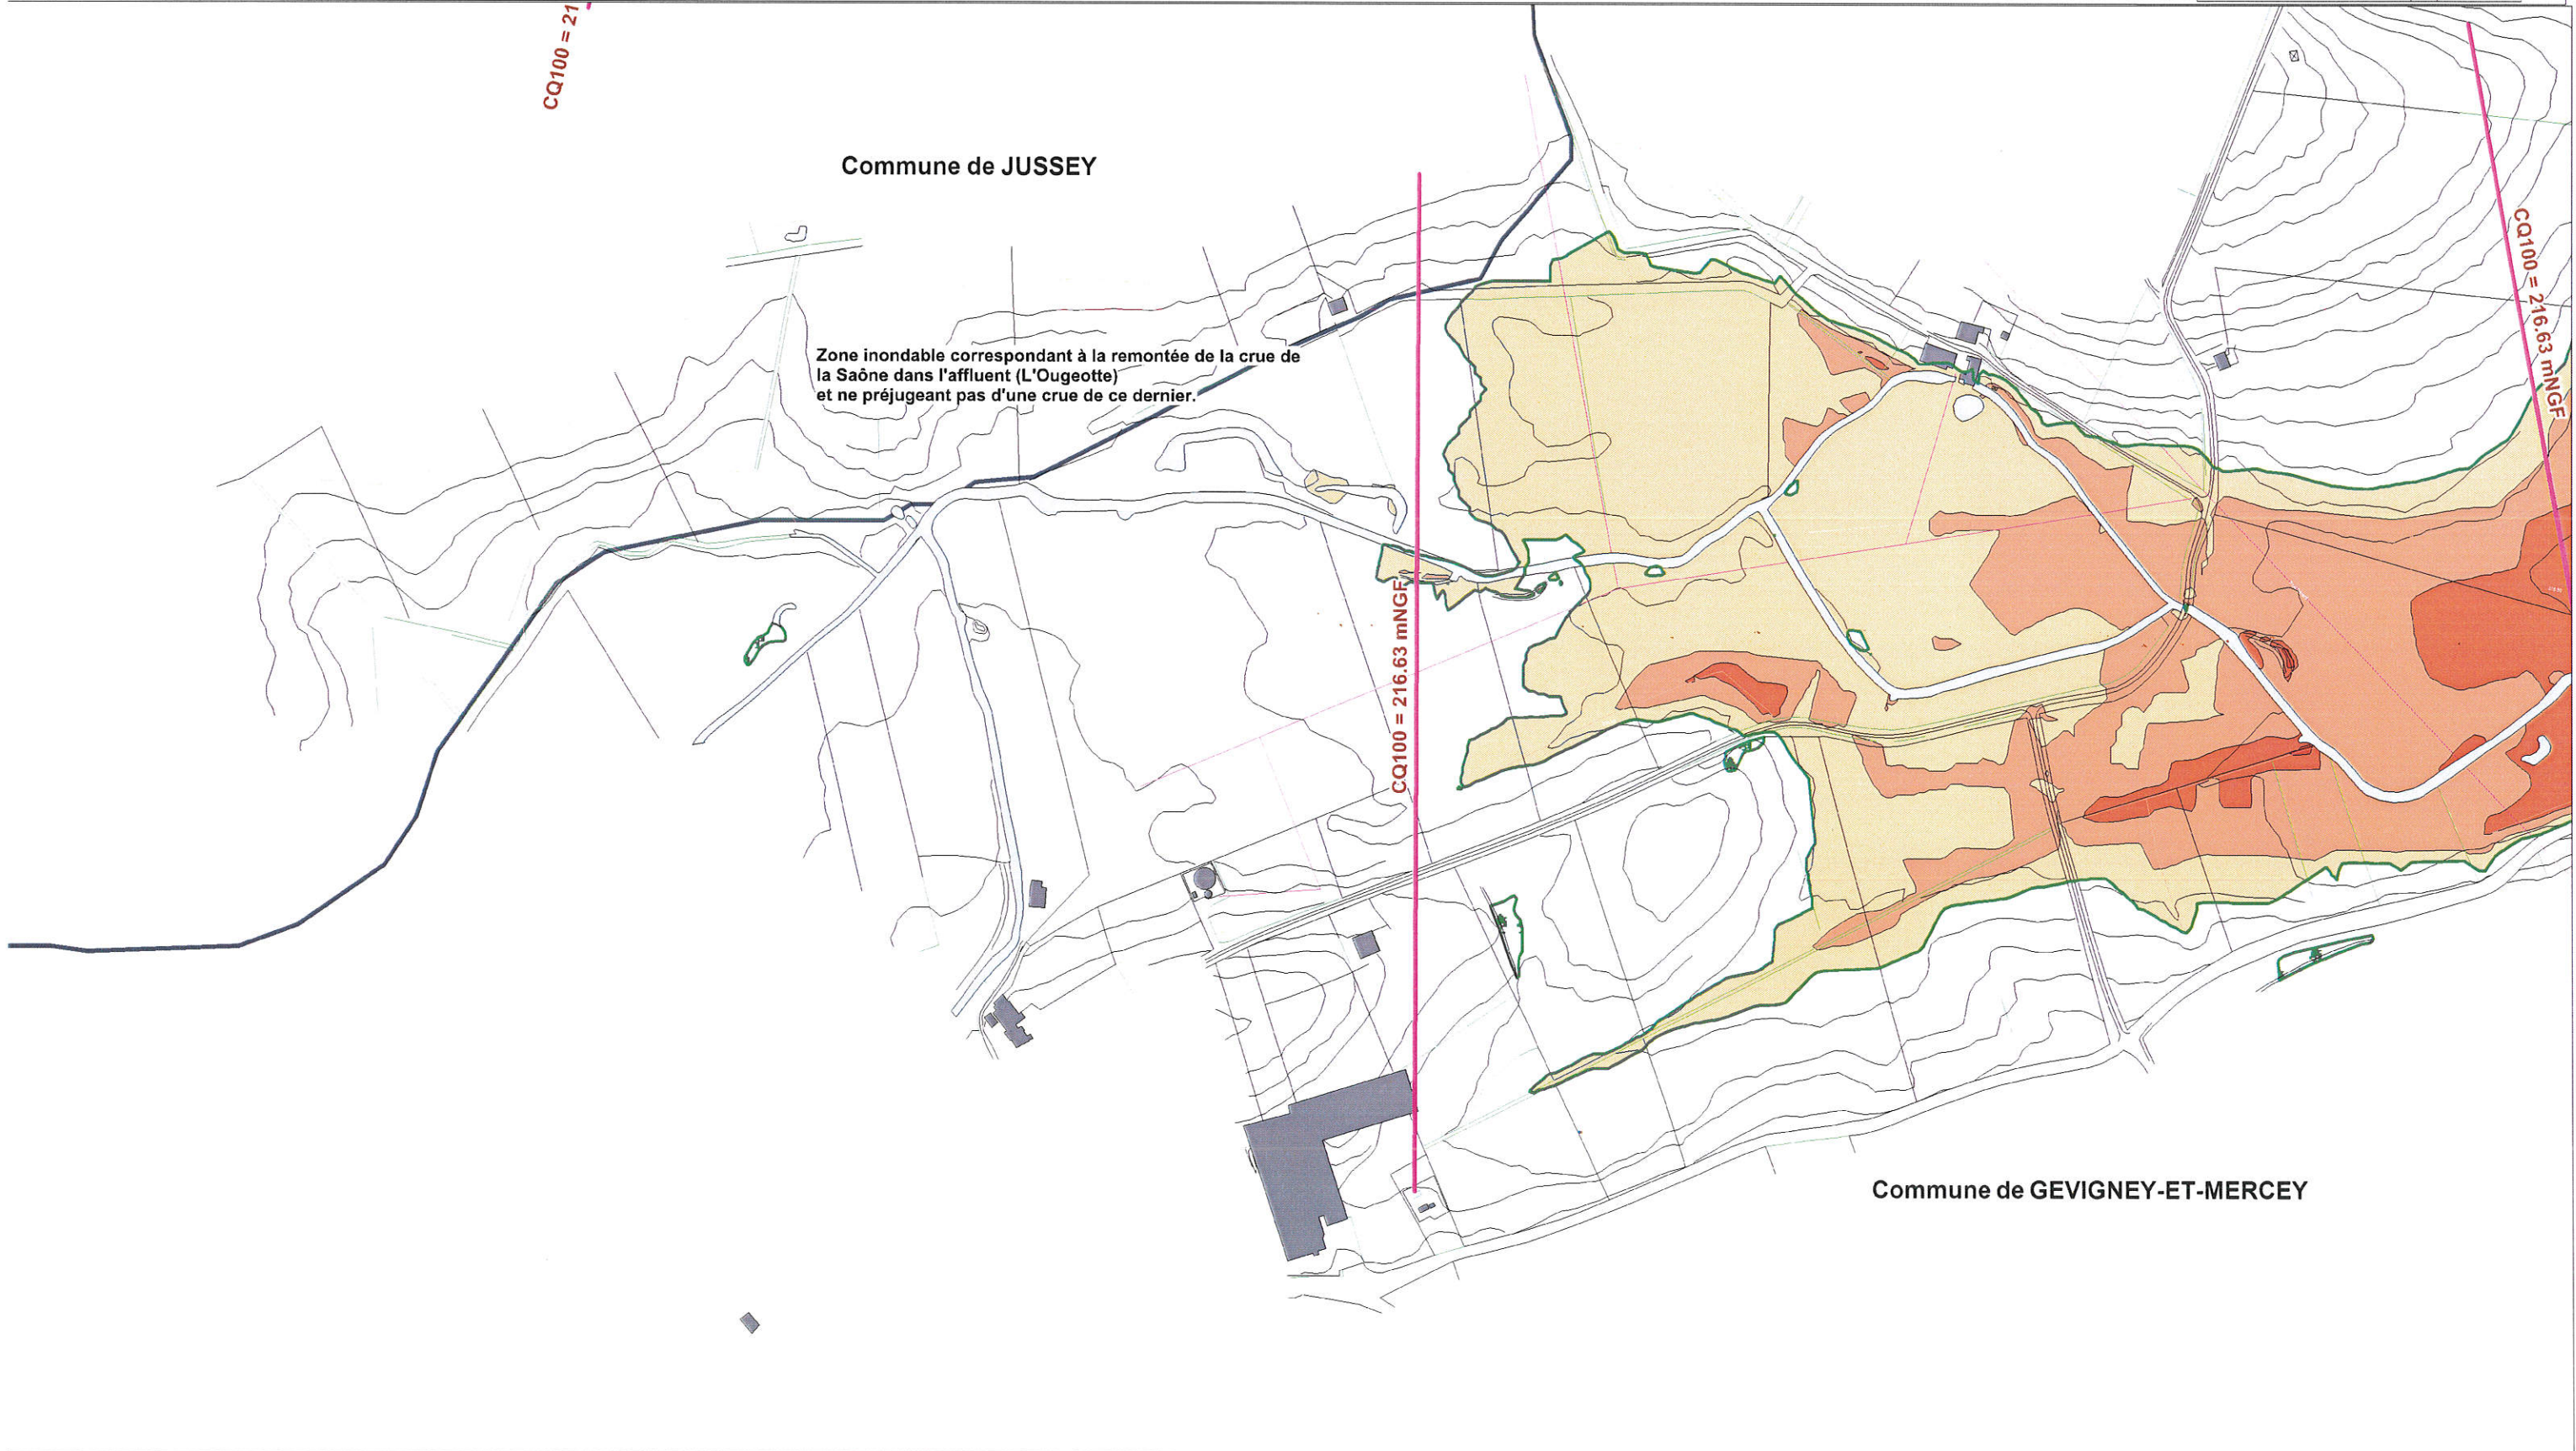 CQ100 = 21
Commune de JUSSEY
CQ100 = 216.63 mNGF
Zone inondable correspondant à la remontée de la crue de
la Saône dans l'affluent (L'Ougeotte)
et ne préjugeant pas d'une crue de ce dernier.
CQ100 = 216.63 mNGF
Commune de GEVIGNEY-ET-MERCEY